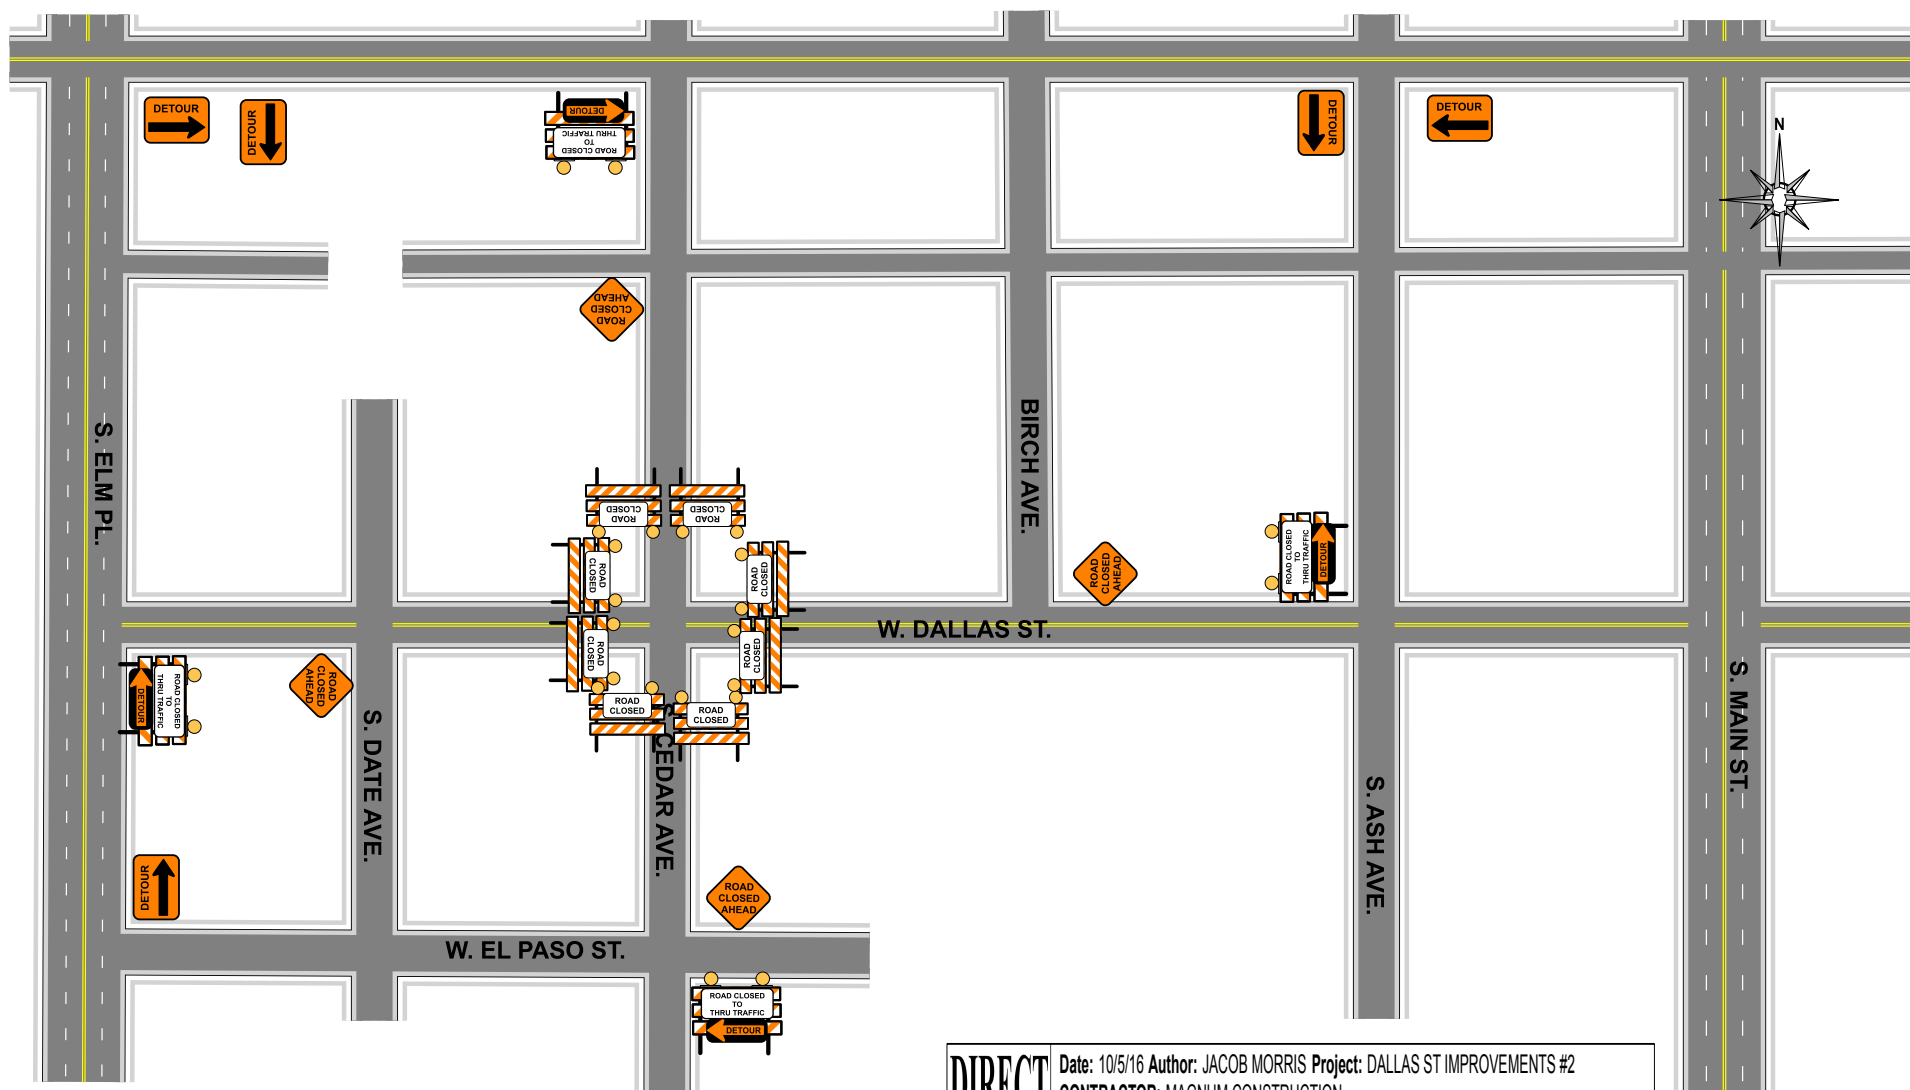 DETOUR
DETOUR
DETOUR
ROAD CLOSED
TO
THRU TRAFFIC
DETOUR
DETOUR
N
ROAD
CLOSED
AHEAD
S. ELM PL.
BIRCH AVE.
ROAD
CLOSED
ROAD
CLOSED
ROAD
CLOSED
ROAD
CLOSED
ROAD
CLOSED
AHEAD
ROAD CLOSED
TO
THRU TRAFFIC
DETOUR
W. DALLAS ST.
ROAD
CLOSED
ROAD
CLOSED
DETOUR
ROAD CLOSED
TO
THRU TRAFFIC
ROAD
CLOSED
AHEAD
ROAD
CLOSED
ROAD
CLOSED
S. DATE AVE.
S. CEDAR AVE.
S. MAIN ST.
S. ASH AVE.
DETOUR
ROAD
CLOSED
AHEAD
W. EL PASO ST.
ROAD CLOSED
TO
THRU TRAFFIC
DETOUR
DIRECT
Date: 10/5/16 Author: JACOB MORRIS Project: DALLAS ST IMPROVEMENTS #2
CONTRACTOR: MAGNUM CONSTRUCTION